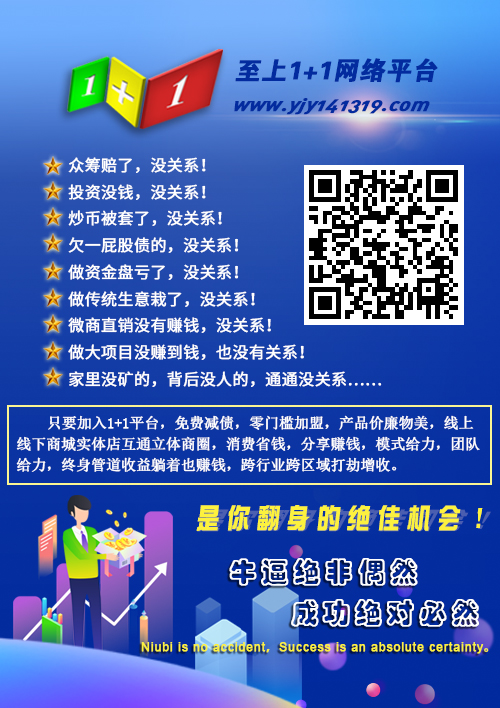 1+1
至上1+1网络平台
www.yjy141319.com
众筹赔了，没关系！
投资没钱，没关系！
炒币被套了，没关系！
欠一屁股债的，没关系！
做资金盘亏了，没关系！
做传统生意栽了，没关系！
微商直销没有赚钱，没关系！
做大项目没赚到钱，也没有关系！
家里没矿的，背后没人的，通通没关系……
只要加入1+1平台，免费减债，零门槛加盟，产品价廉物美，线上
线下商城实体店互通立体商圈，消费省钱，分享赚钱，模式给力，团队
给力，终身管道收益躺着也赚钱，跨行业跨区域打劫增收。
是你翻身的绝佳机会！
牛逼绝非偶然
成功绝对必然
Niubi is no accident, Success is an absolute certainty.